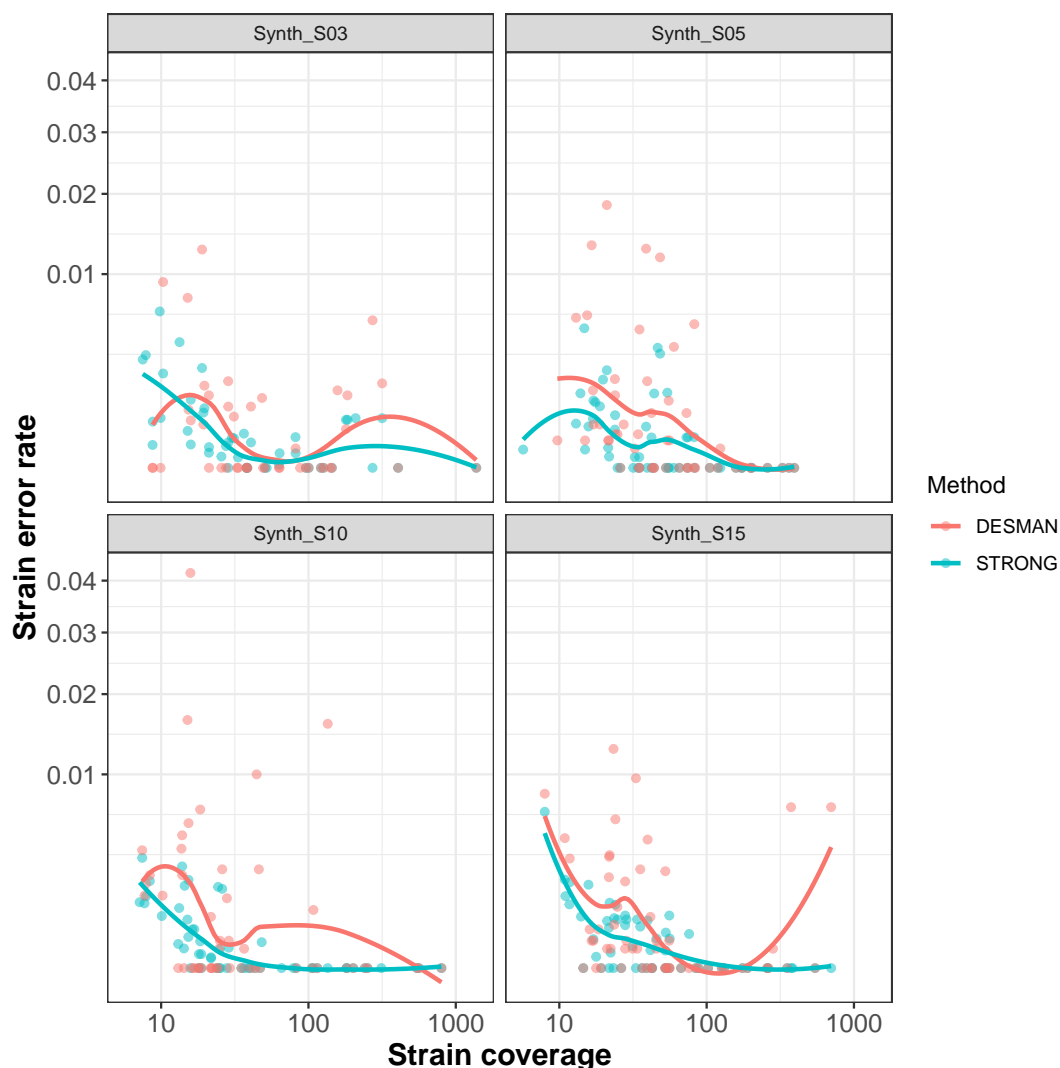 Synth_S03
Synth_S05
0.04
0.03
0.02
0.01
Synth_S10
Synth_S15
0.04
0.03
0.02
0.01
10
100
1000
10
100
1000
Strain coverage
Strain error rate
Method
DESMAN
STRONG